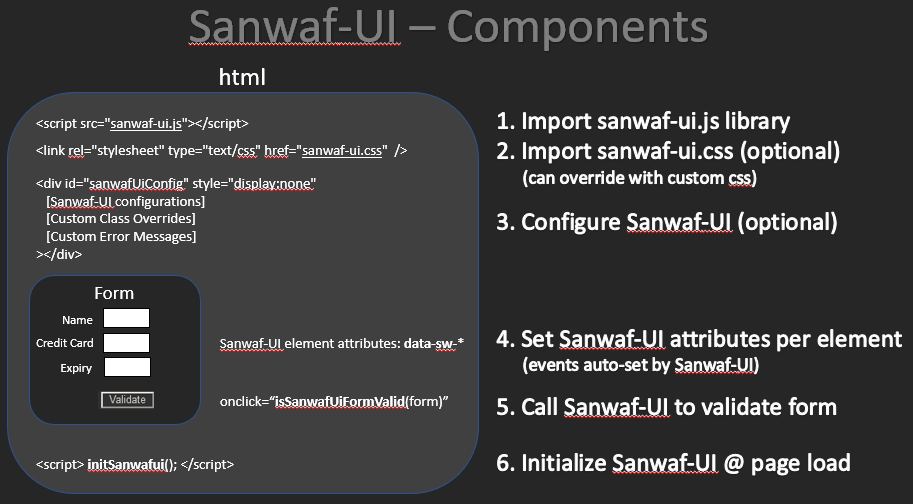 Sanwaf-UI – Components
html
<script src="sanwaf-ui.js"></script>
<link rel="stylesheet" type="text/css" href="sanwaf-ui.css" />
<div id="sanwafUiConfig" style="display:none"
[Sanwaf-UI configurations]
[Custom Class Overrides]
[Custom Error Messages]
></div>
Form
Name
Credit Card
Expiry
Validate
Sanwaf-UI element attributes: data-sw-*
onclick=“isSanwafUiFormValid(form)”
<script> initSanwafui(); </script>
1. Import sanwaf-ui.js library
2. Import sanwaf-ui.css (optional)
(can override with custom css)
3. Configure Sanwaf-UI (optional)
4. Set Sanwaf-UI attributes per element
(events auto-set by Sanwaf-UI)
5. Call Sanwaf-UI to validate form
6. Initialize Sanwaf-UI @ page load